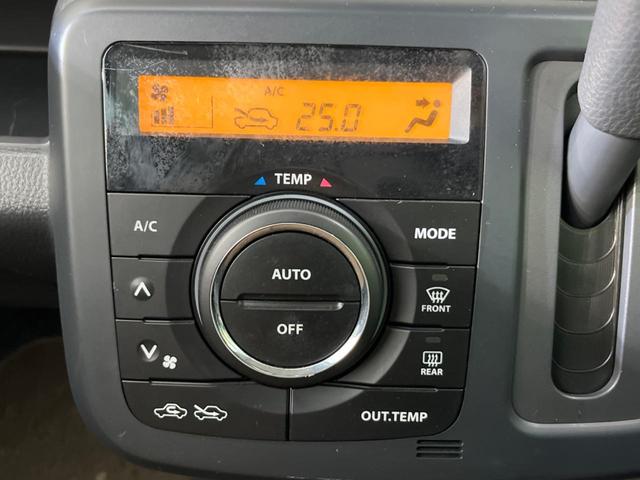 A/C
25.0
TEMP
A/C
MODE
AUTO
OFF
FRONT
REAR
OUT.TEMP